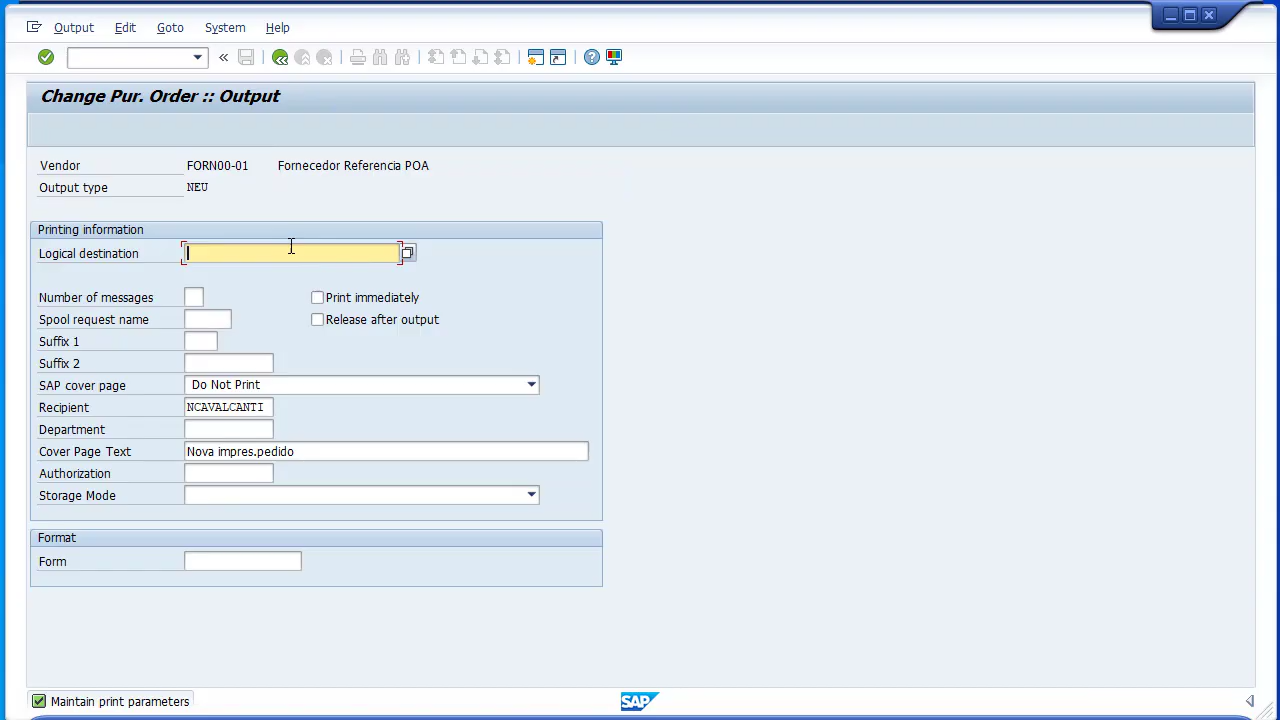 Output Edit Goto System Help
Change Pur. Order :: Output
Vendor FORN00-01 Fornecedor Referencia POA
Output type NEU
Printing information
Logical destination
Number of messages Print immediately
Spool request name Release after output
Suffix 1
Suffix 2
SAP cover page Do Not Print
Recipient NCAVALCANTI
Department
Cover Page Text Nova impres.pedido
Authorization
Storage Mode
Format
Form
Maintain print parameters SAP